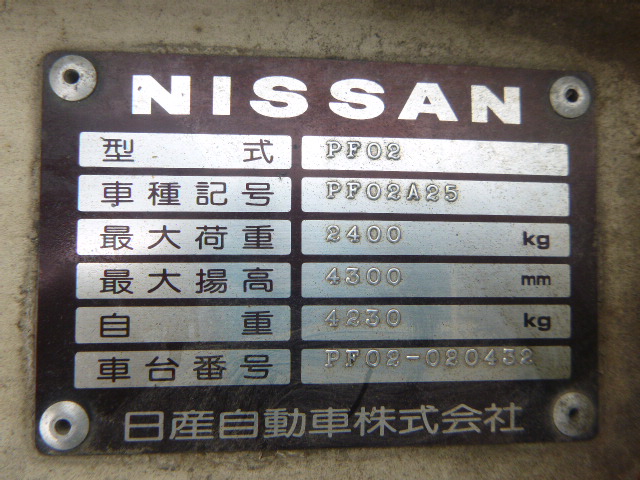 NISSAN
型式 PF02
車種記号 PF02A25
最大荷重 2400 kg
最大揚高 4300 mm
自重 4230 kg
車台番号 PF02-020432
日産自動車株式会社